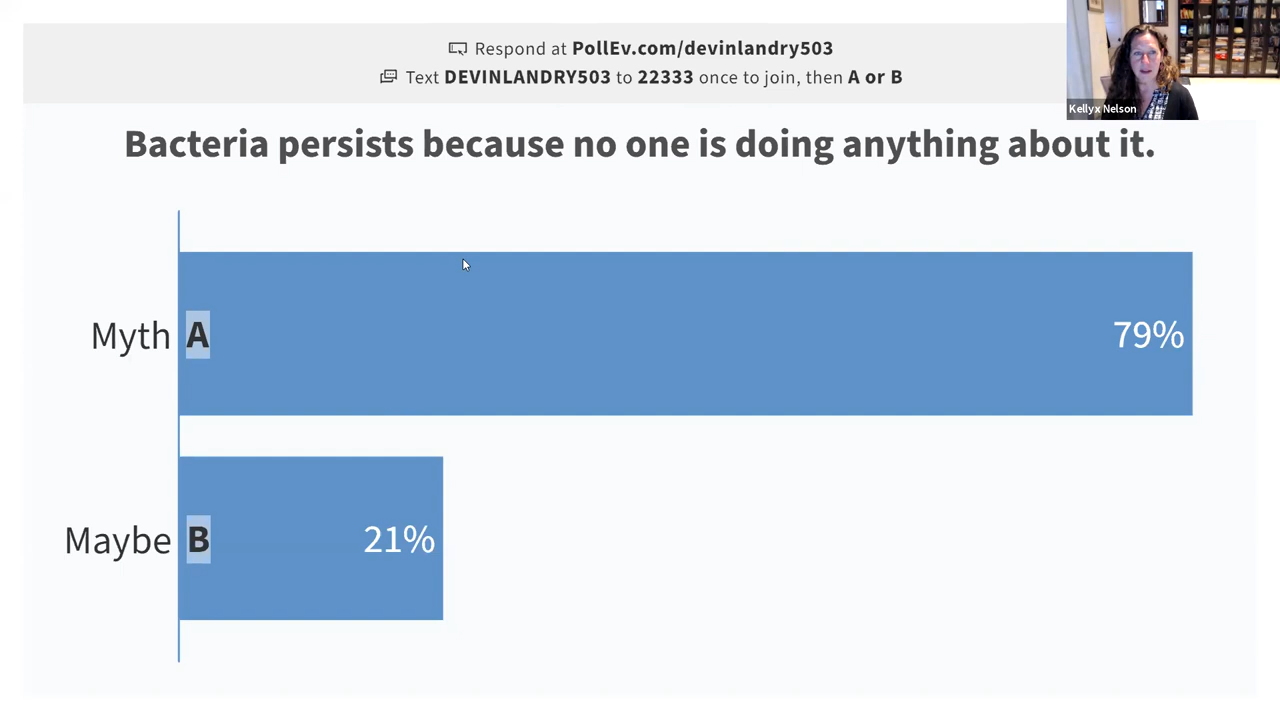 Respond at PollEv.com/devinlandry503
Text DEVINLANDRY503 to 22333 once to join, then A or B
Kellyx Nelson
Bacteria persists because no one is doing anything about it.
Myth A 79%
Maybe B 21%